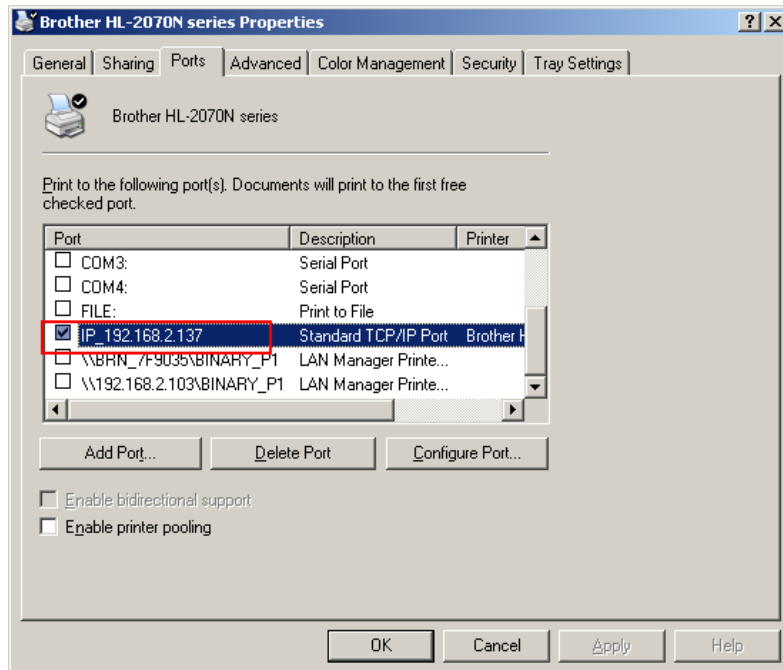 Brother HL-2070N series Properties
General Sharing Ports Advanced Color Management Security Tray Settings
Brother HL-2070N series
Print to the following port(s). Documents will print to the first free
checked port.
Port Description Printer
COM3: Serial Port
COM4: Serial Port
FILE: Print to File
IP_192.168.2.137 Standard TCP/IP Port Brother H
\\BRN_7F9035\BINARY_P1 LAN Manager Printe...
\\192.168.2.103\BINARY_P1 LAN Manager Printe...
Add Port... Delete Port Configure Port...
Enable bidirectional support
Enable printer pooling
OK Cancel Apply Help